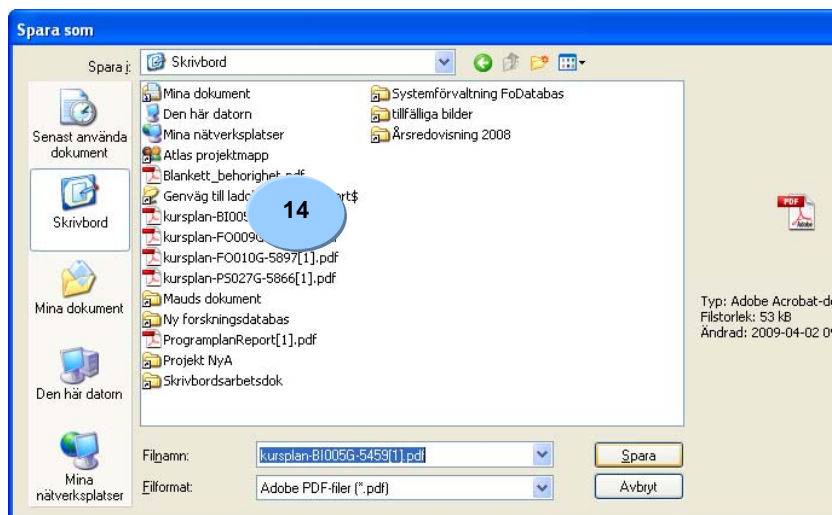 Spara som
Spara i:
Skrivbord
Senast använda
dokument
Skrivbord
Mina dokument
Den här datorn
Mina
nätverksplatser
Mina dokument
Den här datorn
Mina nätverksplatser
Atlas projektmapp
Blankett_behorighet.pdf
Genväg till lado rt$
kursplan-BI005
kursplan-FO009G df
kursplan-FO010G-5897[1].pdf
kursplan-PS027G-5866[1].pdf
Mauds dokument
Ny forskningsdatabas
ProgramplanReport[1].pdf
Projekt NyA
Skrivbordsarbetsdok
Systemförvaltning FoDatabas
tillfälliga bilder
Årsredovisning 2008
14
PDF
Adobe
Typ: Adobe Acrobat-d
Filstorlek: 53 kB
Ändrad: 2009-04-02 0
Filnamn:
kursplan-BI005G-5459[1].pdf
Spara
Filformat:
Adobe PDF-filer (*.pdf)
Avbryt